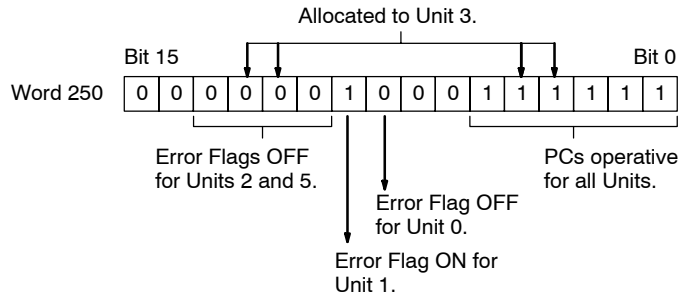 Allocated to Unit 3.
Bit 15
Bit 0
Word 250 0 0 0 0 0 0 1 0 0 0 1 1 1 1 1 1
Error Flags OFF
for Units 2 and 5.
PCs operative
for all Units.
Error Flag OFF
for Unit 0.
Error Flag ON for
Unit 1.